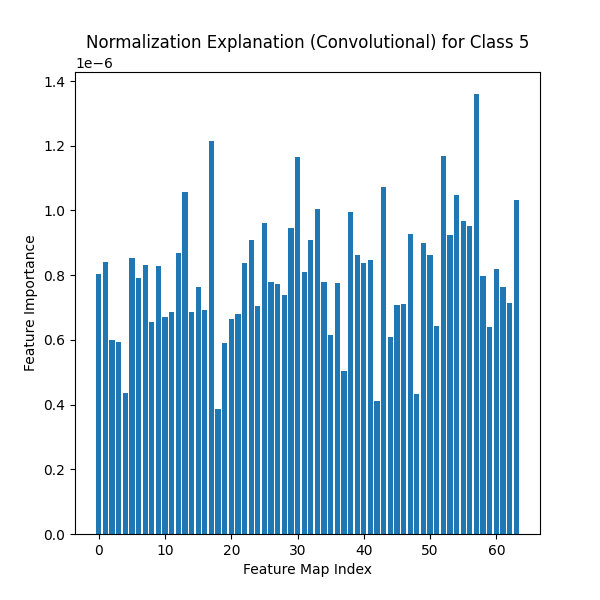 Normalization Explanation (Convolutional) for Class 5
1e−6
1.4
1.2
1.0
0.8
0.6
0.4
0.2
0.0
Feature Importance
0 10 20 30 40 50 60
Feature Map Index